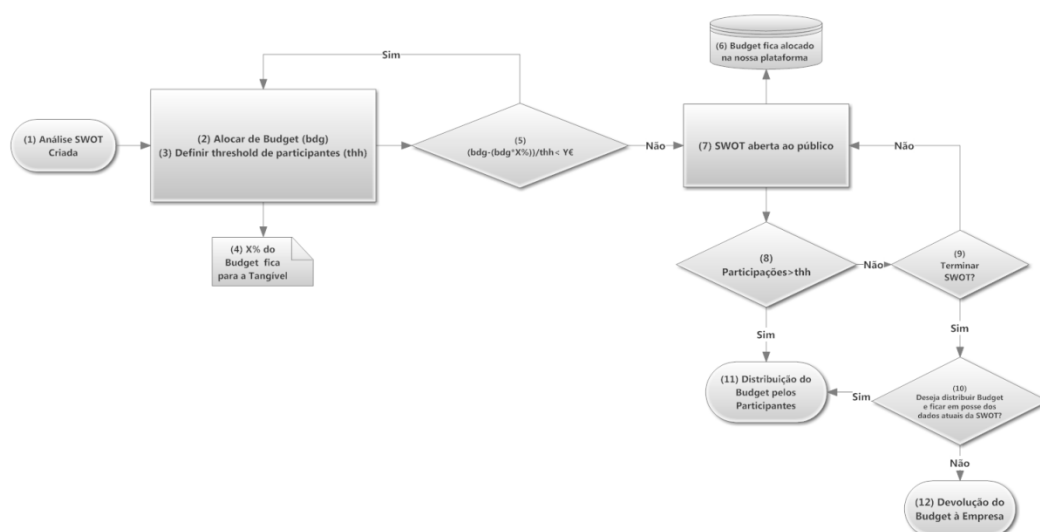 (1) Análise SWOT
Criada
(2) Alocar de Budget (bdg)
(3) Definir threshold de participantes (thh)
(4) X% do
Budget fica
para a Tangível
Sim
(5)
(bdg-(bdg*X%))/thh< Y€
Não
(6) Budget fica alocado
na nossa plataforma
(7) SWOT aberta ao público
Não
(8)
Participações>thh
Não
(9)
Terminar
SWOT?
Sim
Sim
(10)
Deseja distribuir Budget
e ficar em posse dos
dados atuais da SWOT?
Sim
(11) Distribuição do
Budget pelos
Participantes
Não
(12) Devolução do
Budget à Empresa